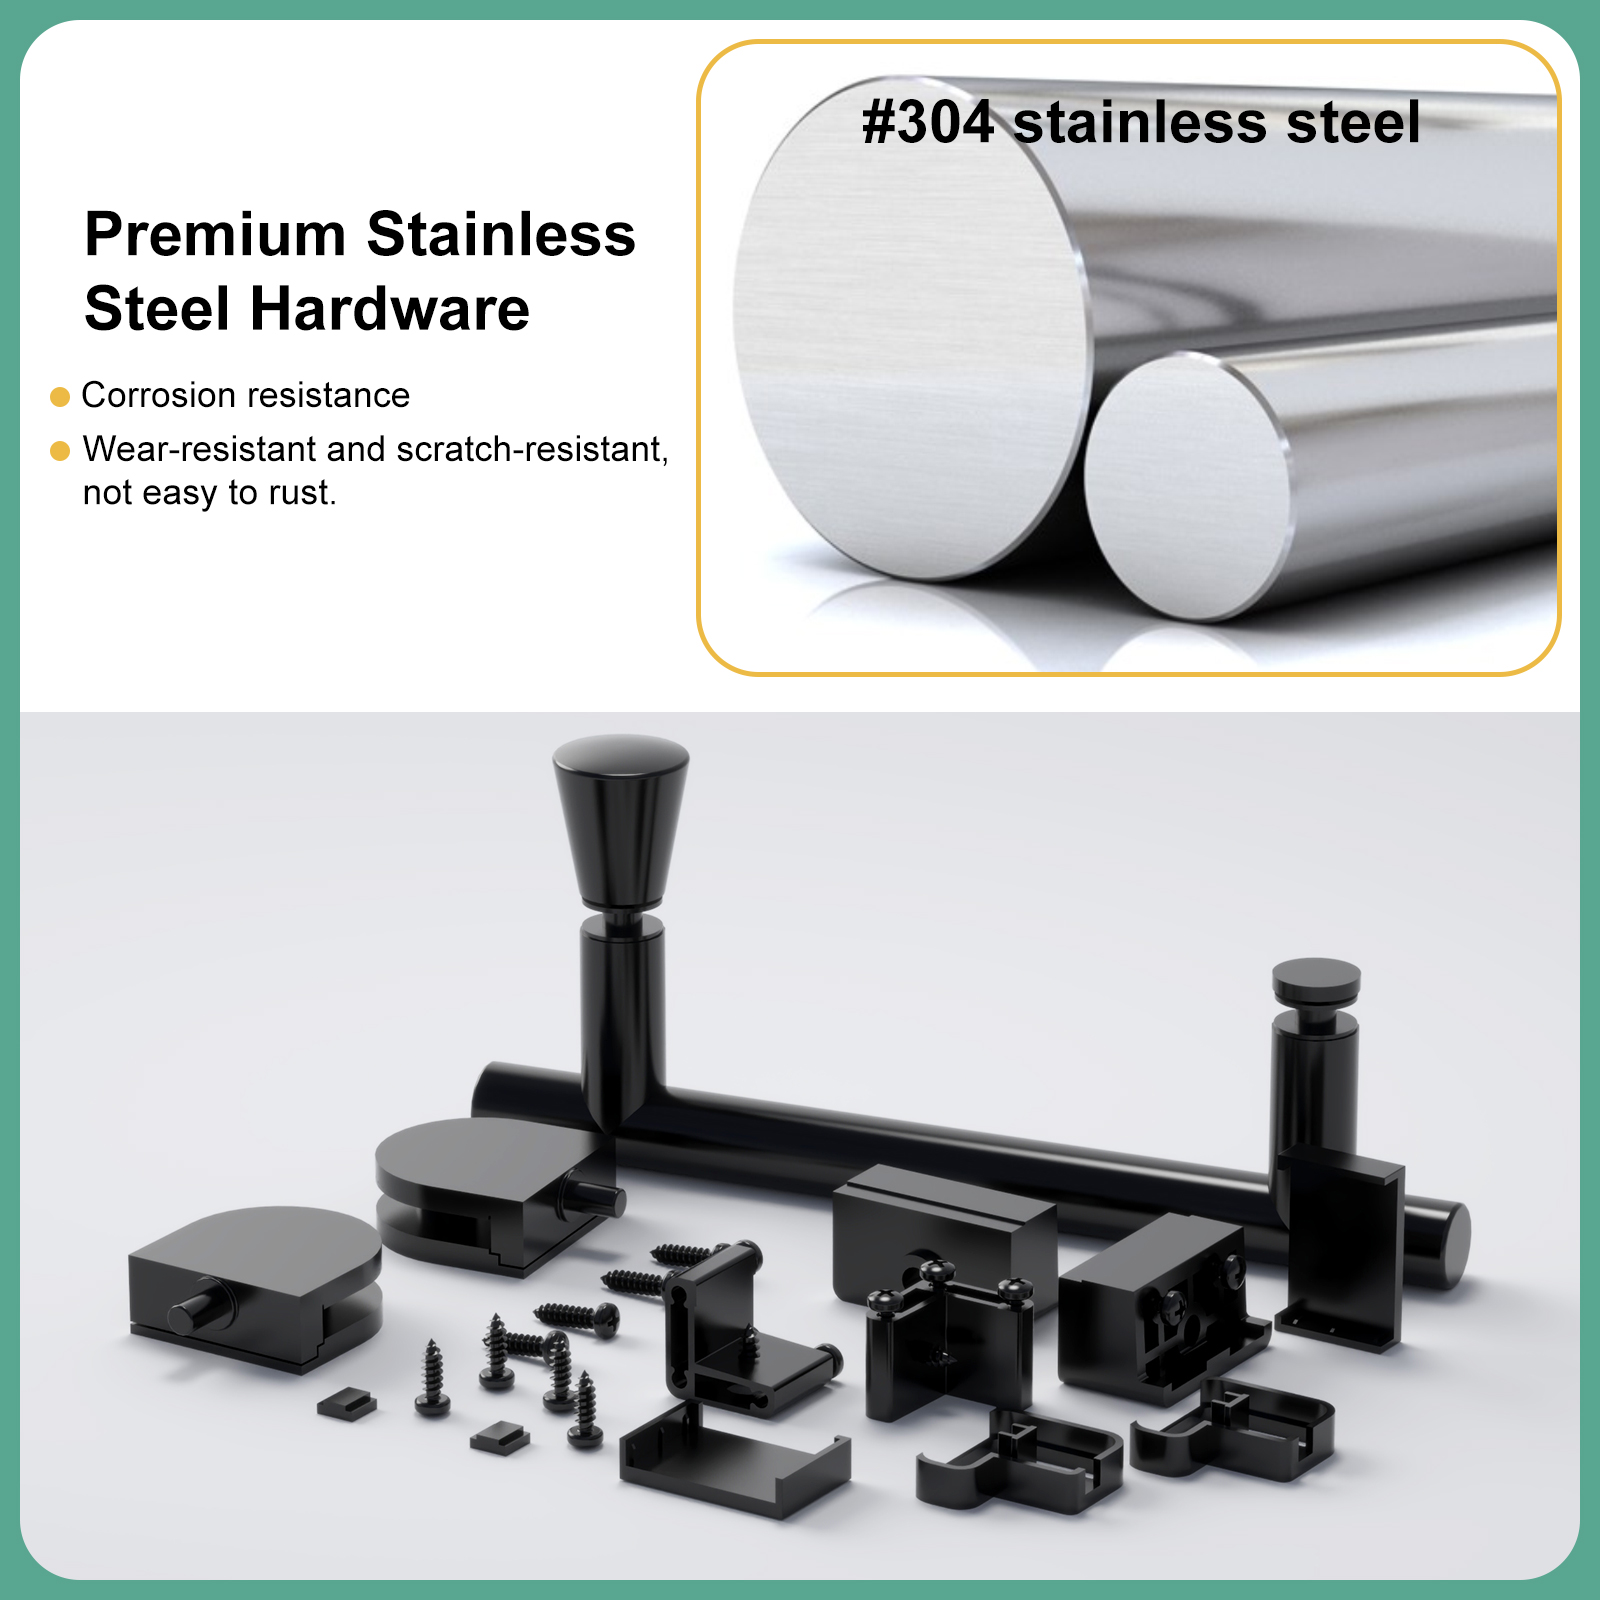 #304 stainless steel
Premium Stainless
Steel Hardware
Corrosion resistance
Wear-resistant and scratch-resistant,
not easy to rust.